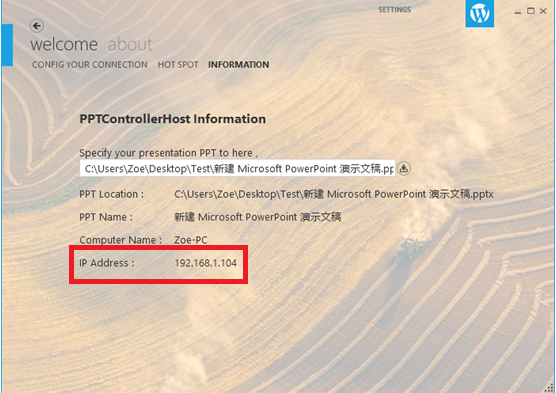 SETTINGS
welcome about
CONFIG YOUR CONNECTION HOT SPOT INFORMATION
PPTControllerHost Information
Specify your presentation PPT to here ,
C:\Users\Zoe\Desktop\Test\新建 Microsoft PowerPoint 演示文稿.pp
PPT Location : C:\Users\Zoe\Desktop\Test\新建 Microsoft PowerPoint 演示文稿.pptx
PPT Name : 新建 Microsoft PowerPoint 演示文稿
Computer Name : Zoe-PC
IP Address : 192.168.1.104